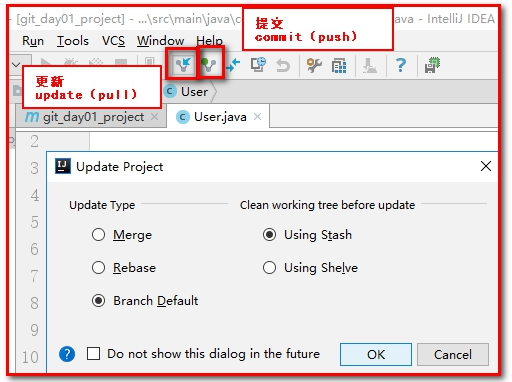 - [git_day01_project] - ...\src\main\java\c
ava - IntelliJ IDEA
提交
commit（push）
Run Tools VCS Window Help
更新
update（pull）
User
git_day01_project × User.java ×
2
3
4
5
6
7
8
9
10
Update Project
Update Type
Clean working tree before update
Merge
Using Stash
Rebase
Using Shelve
Branch Default
Do not show this dialog in the future
OK
Cancel